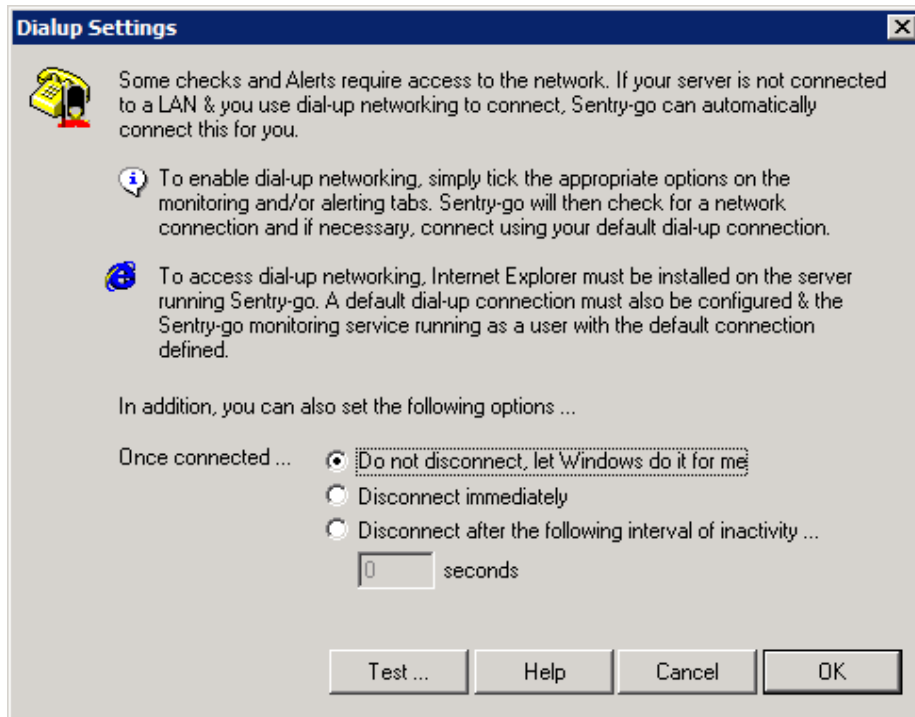 Dialup Settings
Some checks and Alerts require access to the network. If your server is not connected
to a LAN & you use dial-up networking to connect, Sentry-go can automatically
connect this for you.
To enable dial-up networking, simply tick the appropriate options on the
monitoring and/or alerting tabs. Sentry-go will then check for a network
connection and if necessary, connect using your default dial-up connection.
To access dial-up networking, Internet Explorer must be installed on the server
running Sentry-go. A default dial-up connection must also be configured & the
Sentry-go monitoring service running as a user with the default connection
defined.
In addition, you can also set the following options ...
Once connected ... Do not disconnect, let Windows do it for me
Disconnect immediately
Disconnect after the following interval of inactivity ...
0 seconds
Test ... Help Cancel OK